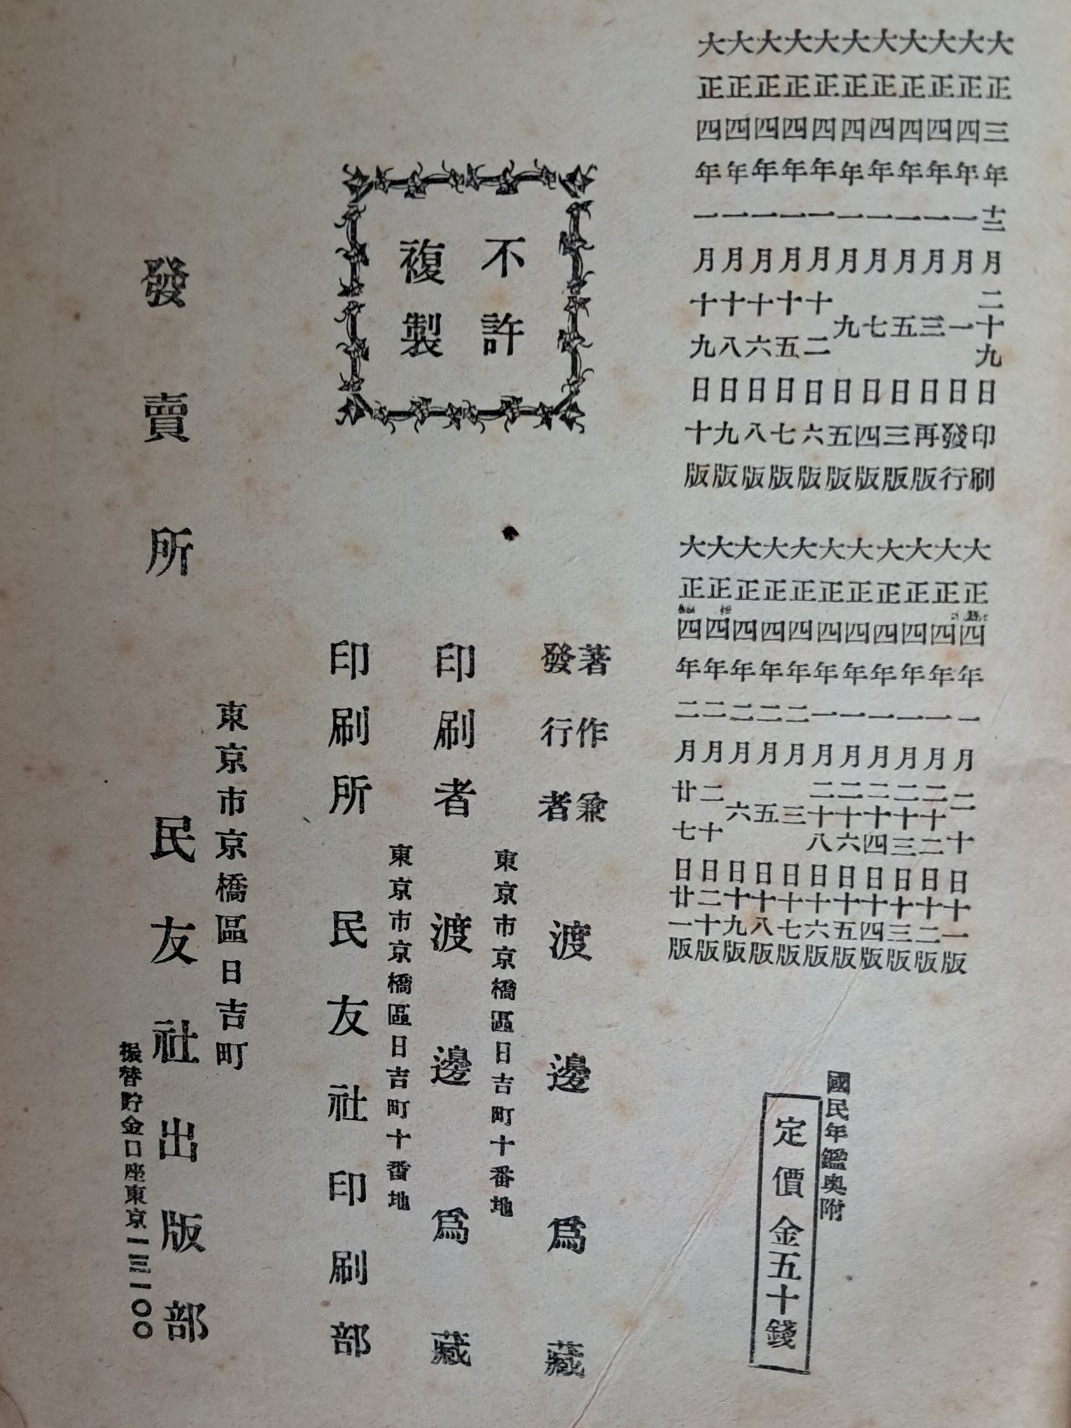 大正三年十二月二十九日印刷
大正四年一月一日發行
大正四年一月三日再版
大正四年一月五日三版
大正四年一月七日四版
大正四年一月九日五版
大正四年一月十二日六版
大正四年一月十五日七版
大正四年一月十六日八版
大正四年一月十八日九版
大正四年一月十九日十版
大正四年一月二十日十一版
大正四年一月二十二日十二版
大正四年一月二十三日十三版
大正四年一月二十四日十四版
大正四年一月二十六日十五版
大正四年一月二十八日十六版
大正四年二月三日十七版
大正四年二月五日十八版
大正四年二月六日十九版
大正四年二月二十日二十版
大正四年二月廿七日廿一版
國民年鑑奥附
定價金五十錢
不許
複製
著作兼
發行者
渡邊爲藏
東京市京橋區日吉町十番地
印刷者 渡邊爲藏
東京市京橋區日吉町十番地
印刷所 民友社印刷部
東京市京橋區日吉町
發賣所 民友社出版部
振替貯金口座東京一三一〇〇